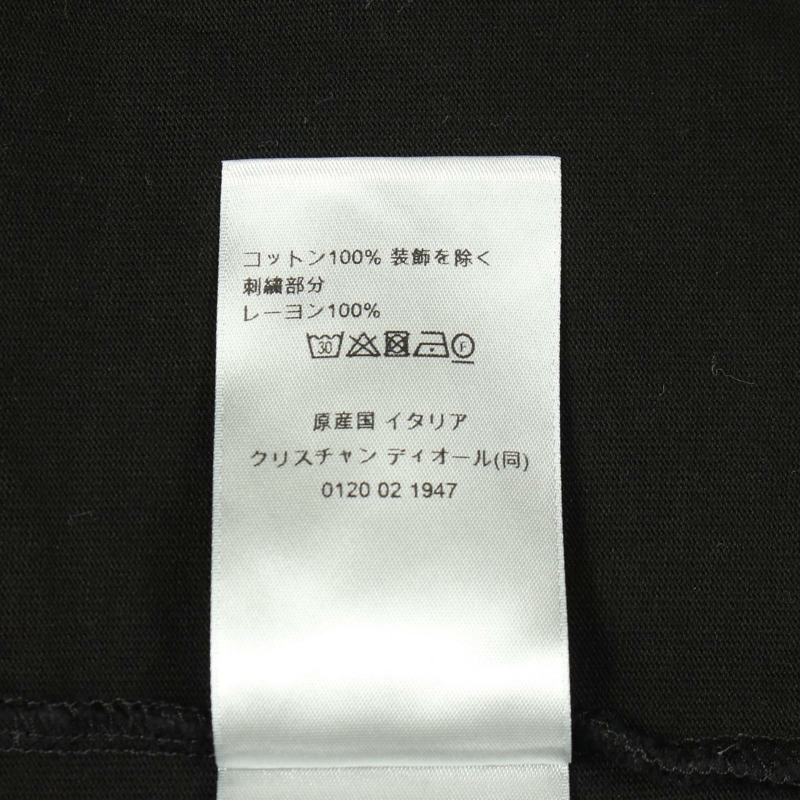 コットン100% 装飾を除く
刺繍部分
レーヨン100%
30 F
原産国 イタリア
クリスチャン ディオール(同)
0120 02 1947